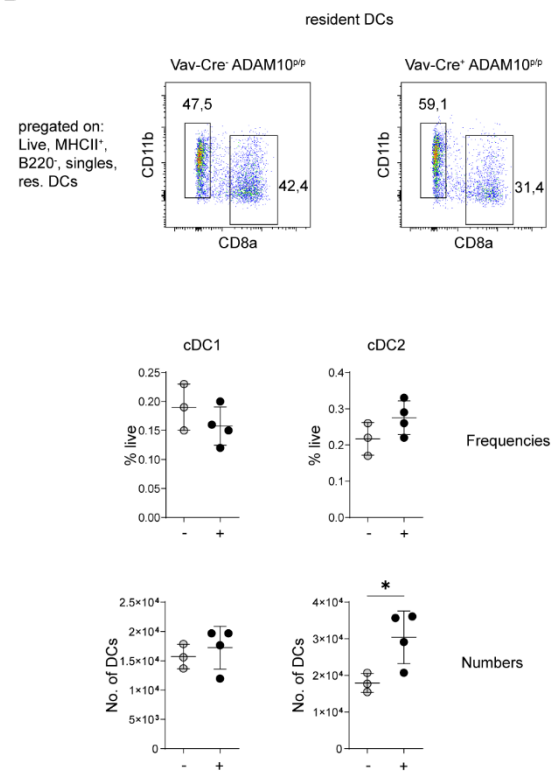 resident DCs
Vav-Cre⁻ ADAM10ᵖ/ᵖ
Vav-Cre⁺ ADAM10ᵖ/ᵖ
pregated on:
Live, MHCII⁺,
B220⁻, singles,
res. DCs
47,5
42,4
CD11b
CD8a
59,1
31,4
CD11b
CD8a
cDC1
cDC2
% live
0.25
0.20
0.15
0.10
0.05
0.00
- +
% live
0.4
0.3
0.2
0.1
0.0
- +
Frequencies
No. of DCs
2.5×10⁴
2×10⁴
1.5×10⁴
1×10⁴
5×10³
0
- +
No. of DCs
4×10⁴
3×10⁴
2×10⁴
1×10⁴
0
*
- +
Numbers